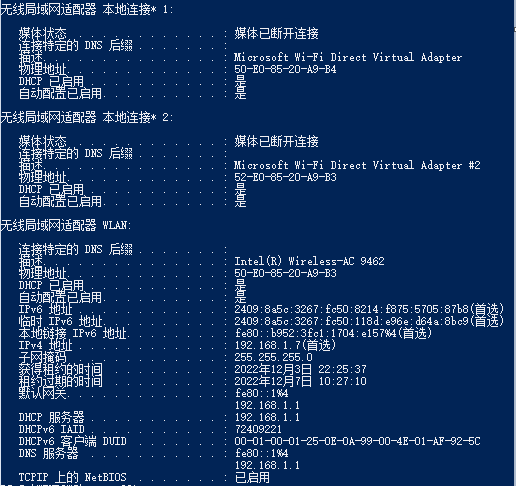 无线局域网适配器 本地连接* 1:
媒体状态 . . . . . . . . . . . . : 媒体已断开连接
连接特定的 DNS 后缀 . . . . . . . :
描述. . . . . . . . . . . . . . . : Microsoft Wi-Fi Direct Virtual Adapter
物理地址. . . . . . . . . . . . . : 50-E0-85-20-A9-B4
DHCP 已启用 . . . . . . . . . . . : 是
自动配置已启用. . . . . . . . . . : 是
无线局域网适配器 本地连接* 2:
媒体状态 . . . . . . . . . . . . : 媒体已断开连接
连接特定的 DNS 后缀 . . . . . . . :
描述. . . . . . . . . . . . . . . : Microsoft Wi-Fi Direct Virtual Adapter #2
物理地址. . . . . . . . . . . . . : 52-E0-85-20-A9-B3
DHCP 已启用 . . . . . . . . . . . : 是
自动配置已启用. . . . . . . . . . : 是
无线局域网适配器 WLAN:
连接特定的 DNS 后缀 . . . . . . . :
描述. . . . . . . . . . . . . . . : Intel(R) Wireless-AC 9462
物理地址. . . . . . . . . . . . . : 50-E0-85-20-A9-B3
DHCP 已启用 . . . . . . . . . . . : 是
自动配置已启用. . . . . . . . . . : 是
IPv6 地址 . . . . . . . . . . . . : 2409:8a5c:3267:fc50:8214:f875:5705:87b8(首选)
临时 IPv6 地址. . . . . . . . . . : 2409:8a5c:3267:fc50:118d:e96e:d64a:8bc9(首选)
本地链接 IPv6 地址. . . . . . . . : fe80::b952:3fc1:1704:e157%4(首选)
IPv4 地址 . . . . . . . . . . . . : 192.168.1.7(首选)
子网掩码 . . . . . . . . . . . . : 255.255.255.0
获得租约的时间 . . . . . . . . . : 2022年12月3日 22:25:37
租约过期的时间 . . . . . . . . . : 2022年12月7日 10:27:10
默认网关. . . . . . . . . . . . . : fe80::1%4
192.168.1.1
DHCP 服务器 . . . . . . . . . . . : 192.168.1.1
DHCPv6 IAID . . . . . . . . . . . : 72409221
DHCPv6 客户端 DUID . . . . . . . : 00-01-00-01-25-0E-0A-99-00-4E-01-AF-92-5C
DNS 服务器 . . . . . . . . . . . : fe80::1%4
192.168.1.1
TCPIP 上的 NetBIOS . . . . . . . : 已启用